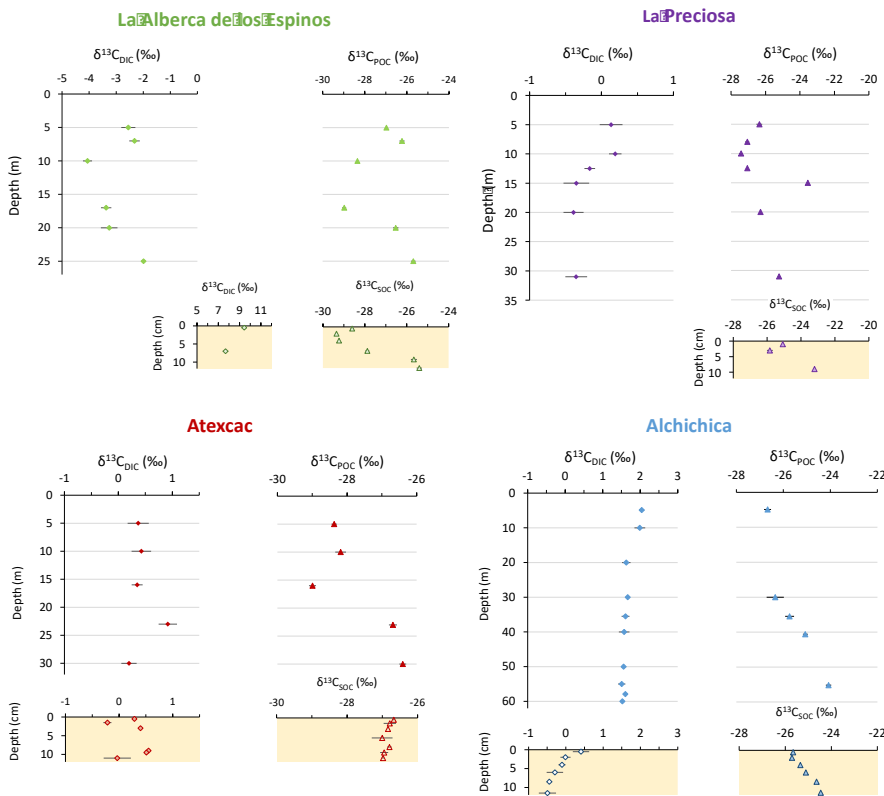 La Alberca de los Espinos
δ13CDIC (‰)
-5 -4 -3 -2 -1 0
δ13CPOC (‰)
-30 -28 -26 -24
0
5
10
15
20
25
Depth (m)
δ13CDIC (‰)
5 7 9 11
δ13CSOC (‰)
-30 -28 -26 -24
0
5
10
Depth (cm)
La Preciosa
δ13CDIC (‰)
-1 0 1
δ13CPOC (‰)
-28 -26 -24 -22 -20
0
5
10
15
20
25
30
35
Depth (m)
δ13CSOC (‰)
-28 -26 -24 -22 -20
0
5
10
Depth (cm)
Atexcac
δ13CDIC (‰)
-1 0 1
δ13CPOC (‰)
-30 -28 -26
0
5
10
15
20
25
30
Depth (m)
-1 0 1
δ13CSOC (‰)
-30 -28 -26
0
5
10
Depth (cm)
Alchichica
δ13CDIC (‰)
-1 0 1 2 3
δ13CPOC (‰)
-28 -26 -24 -22
0
10
20
30
40
50
60
Depth (m)
-1 0 1 2 3
δ13CSOC (‰)
-28 -26 -24 -22
0
5
10
Depth (cm)